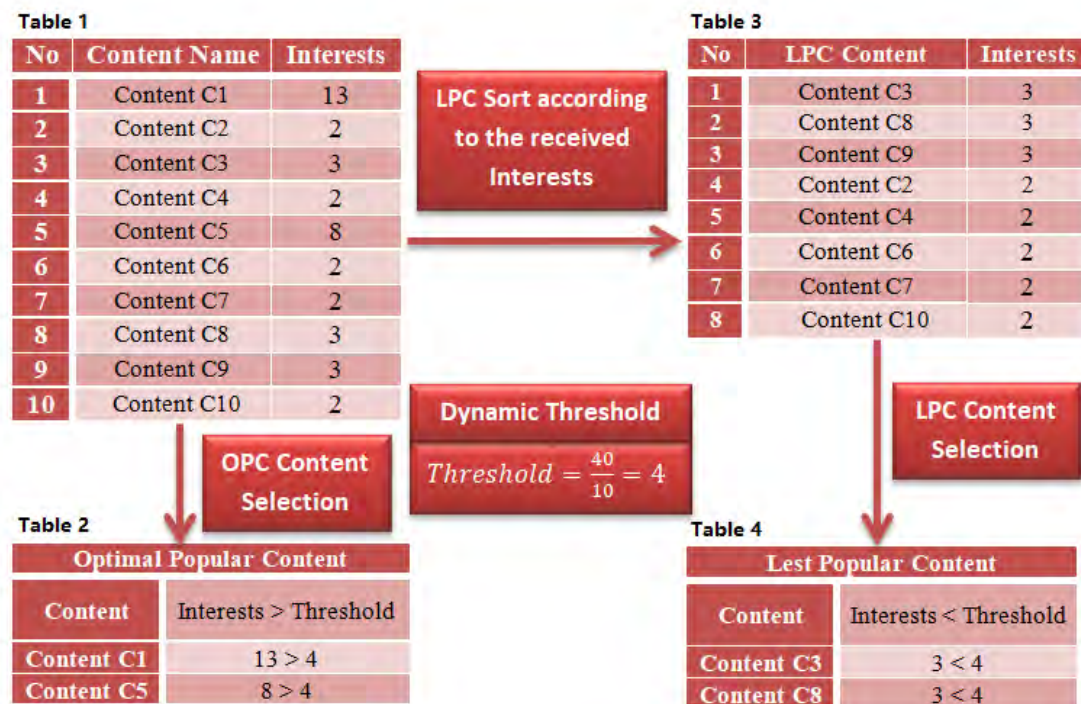 Table 1
No Content Name Interests
1 Content C1 13
2 Content C2 2
3 Content C3 3
4 Content C4 2
5 Content C5 8
6 Content C6 2
7 Content C7 2
8 Content C8 3
9 Content C9 3
10 Content C10 2
LPC Sort according
to the received
Interests
Table 3
No LPC Content Interests
1 Content C3 3
2 Content C8 3
3 Content C9 3
4 Content C2 2
5 Content C4 2
6 Content C6 2
7 Content C7 2
8 Content C10 2
OPC Content
Selection
Dynamic Threshold
Threshold = 40/10 = 4
LPC Content
Selection
Table 2
Optimal Popular Content
Content Interests > Threshold
Content C1 13 > 4
Content C5 8 > 4
Table 4
Lest Popular Content
Content Interests < Threshold
Content C3 3 < 4
Content C8 3 < 4